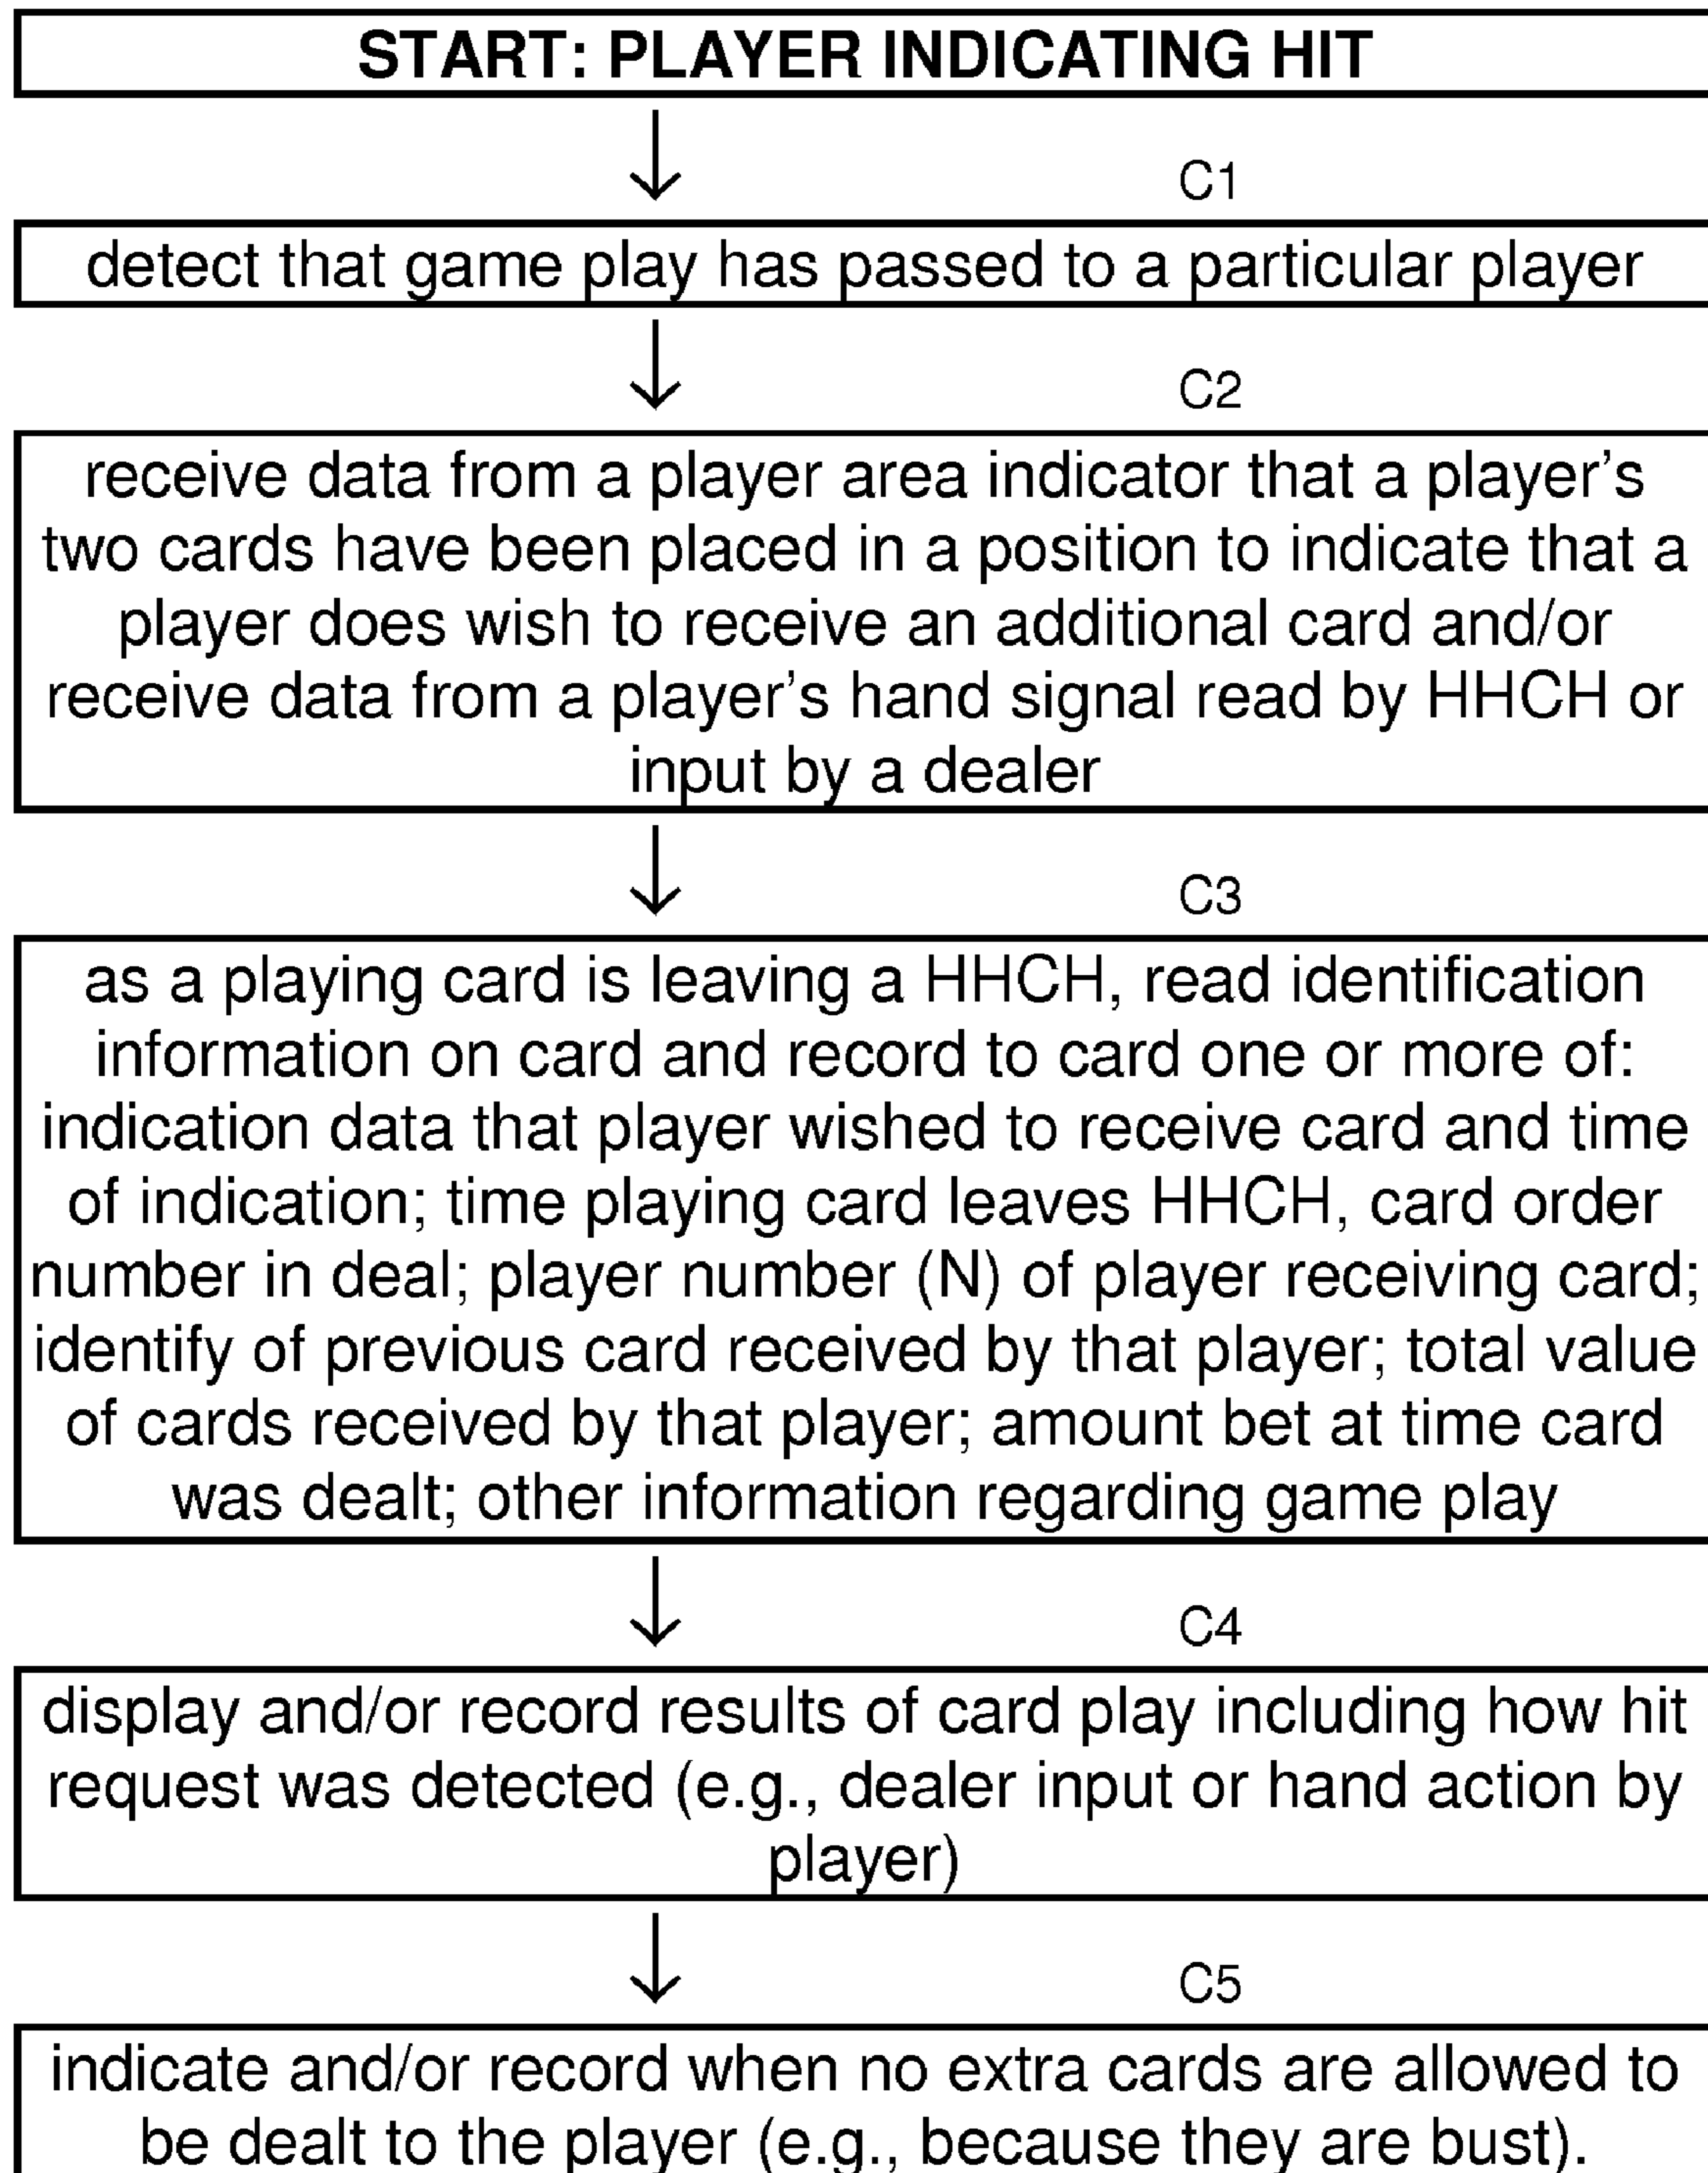 START: PLAYER INDICATING HIT
C1
detect that game play has passed to a particular player
C2
receive data from a player area indicator that a player's
two cards have been placed in a position to indicate that a
player does wish to receive an additional card and/or
receive data from a player's hand signal read by HHCH or
input by a dealer
C3
as a playing card is leaving a HHCH, read identification
information on card and record to card one or more of:
indication data that player wished to receive card and time
of indication; time playing card leaves HHCH, card order
number in deal; player number (N) of player receiving card;
identify of previous card received by that player; total value
of cards received by that player; amount bet at time card
was dealt; other information regarding game play
C4
display and/or record results of card play including how hit
request was detected (e.g., dealer input or hand action by
player)
C5
indicate and/or record when no extra cards are allowed to
be dealt to the player (e.g., because they are bust).